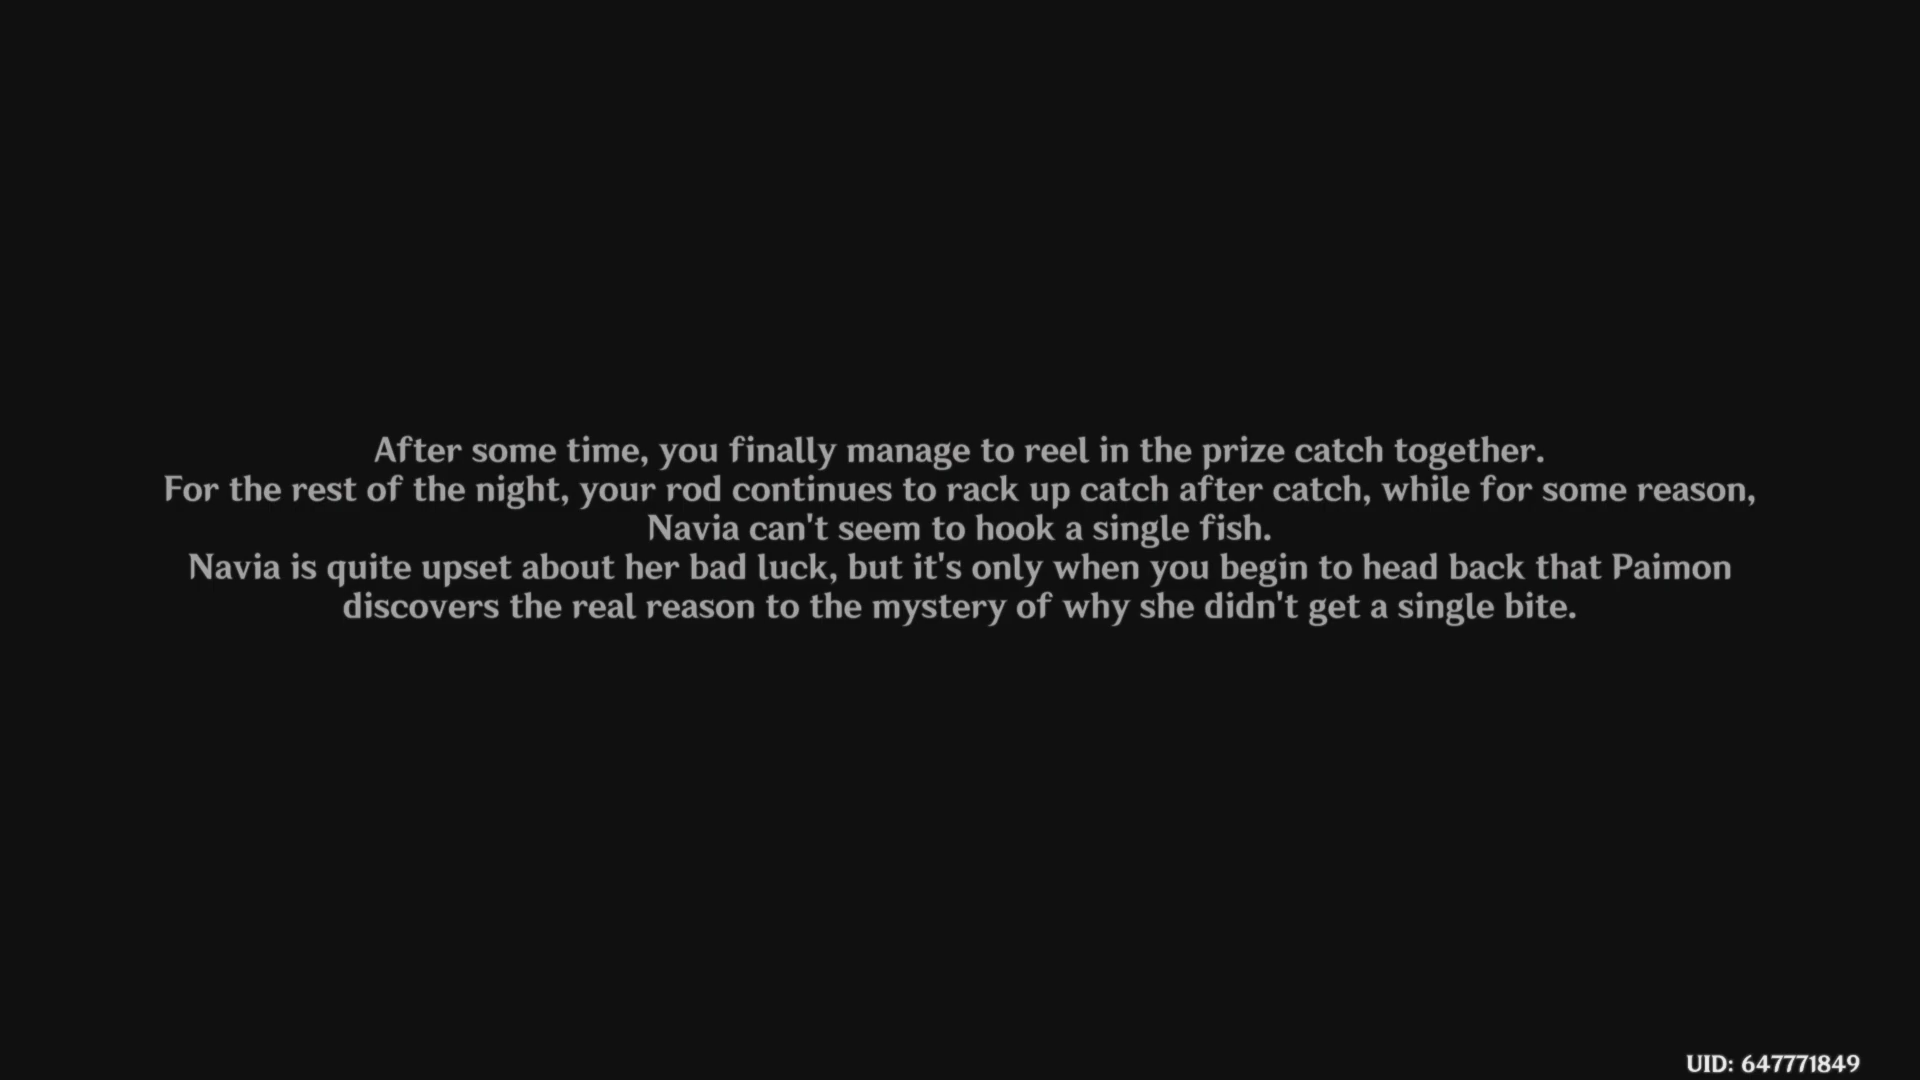 After some time, you finally manage to reel in the prize catch together.
For the rest of the night, your rod continues to rack up catch after catch, while for some reason,
Navia can't seem to hook a single fish.
Navia is quite upset about her bad luck, but it's only when you begin to head back that Paimon
discovers the real reason to the mystery of why she didn't get a single bite.
UID: 647771849